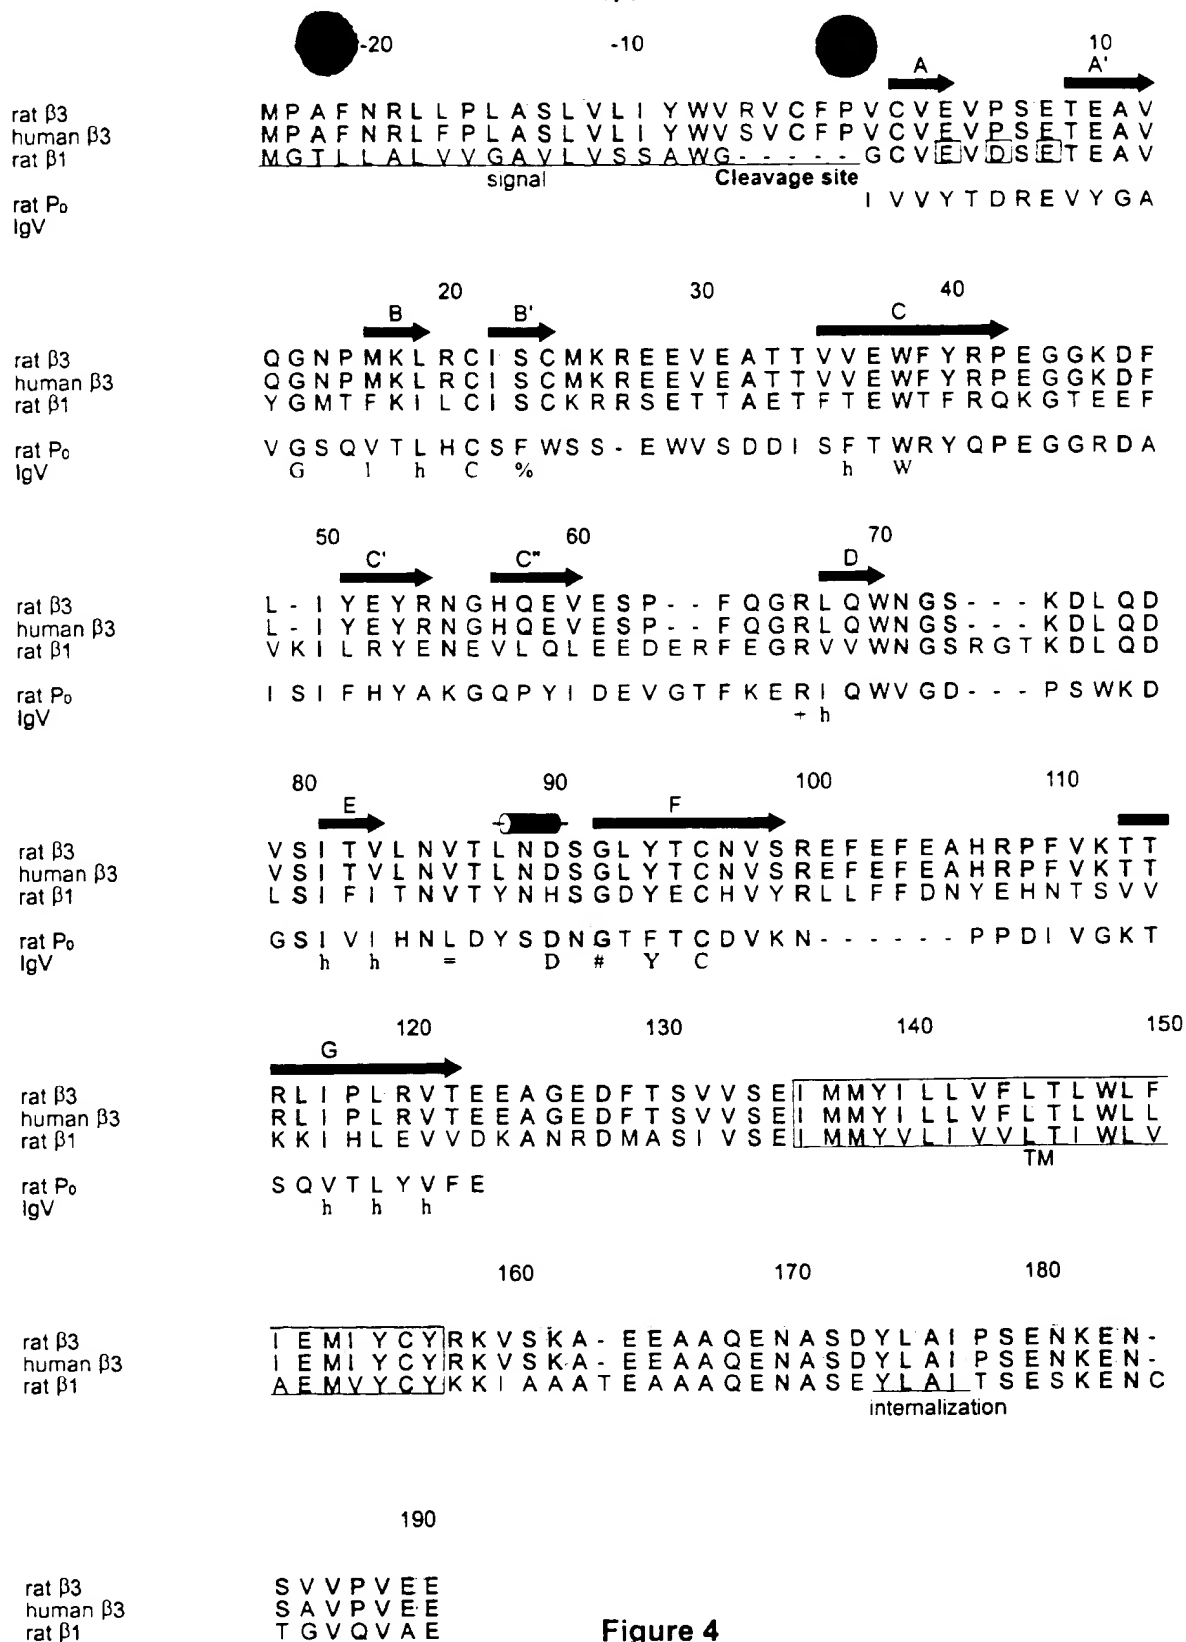 -20 -10 10
A A'
rat β3 M P A F N R L L P L A S L V L I Y W V R V C F P V C V E V P S E T E A V
human β3 M P A F N R L F P L A S L V L I Y W V S V C F P V C V E V P S E T E A V
rat β1 M G T L L A L V V G A V L V S S A W G - - - - - G C V E V D S E T E A V
signal Cleavage site
rat P₀ I V V Y T D R E V Y G A
IgV
20 30 40
B B' C
rat β3 Q G N P M K L R C I S C M K R E E V E A T T V V E W F Y R P E G G K D F
human β3 Q G N P M K L R C I S C M K R E E V E A T T V V E W F Y R P E G G K D F
rat β1 Y G M T F K I L C I S C K R R S E T T A E T F T E W T F R Q K G T E E F
rat P₀ V G S Q V T L H C S F W S S - E W V S D D I S F T W R Y Q P E G G R D A
IgV G l h C % h W
50 60 70
C' C" D
rat β3 L - I Y E Y R N G H Q E V E S P - - F Q G R L Q W N G S - - - K D L Q D
human β3 L - I Y E Y R N G H Q E V E S P - - F Q G R L Q W N G S - - - K D L Q D
rat β1 V K I L R Y E N E V L Q L E E D E R F E G R V V W N G S R G T K D L Q D
rat P₀ I S I F H Y A K G Q P Y I D E V G T F K E R I Q W V G D - - - P S W K D
IgV + h
80 90 100 110
E F
rat β3 V S I T V L N V T L N D S G L Y T C N V S R E F E F E A H R P F V K T T
human β3 V S I T V L N V T L N D S G L Y T C N V S R E F E F E A H R P F V K T T
rat β1 L S I F I T N V T Y N H S G D Y E C H V Y R L L F F D N Y E H N T S V V
rat P₀ G S I V I H N L D Y S D N G T F T C D V K N - - - - - - P P D I V G K T
IgV h h = D # Y C
120 130 140 150
G
rat β3 R L I P L R V T E E A G E D F T S V V S E I M M Y I L L V F L T L W L F
human β3 R L I P L R V T E E A G E D F T S V V S E I M M Y I L L V F L T L W L L
rat β1 K K I H L E V V D K A N R D M A S I V S E I M M Y V L I V V L T I W L V
TM
rat P₀ S Q V T L Y V F E
IgV h h h
160 170 180
rat β3 I E M I Y C Y R K V S K A - E E A A Q E N A S D Y L A I P S E N K E N -
human β3 I E M I Y C Y R K V S K A - E E A A Q E N A S D Y L A I P S E N K E N -
rat β1 A E M V Y C Y K K I A A A T E A A A Q E N A S E Y L A I T S E S K E N C
internalization
190
rat β3 S V V P V E E
human β3 S A V P V E E
rat β1 T G V Q V A E
Figure 4